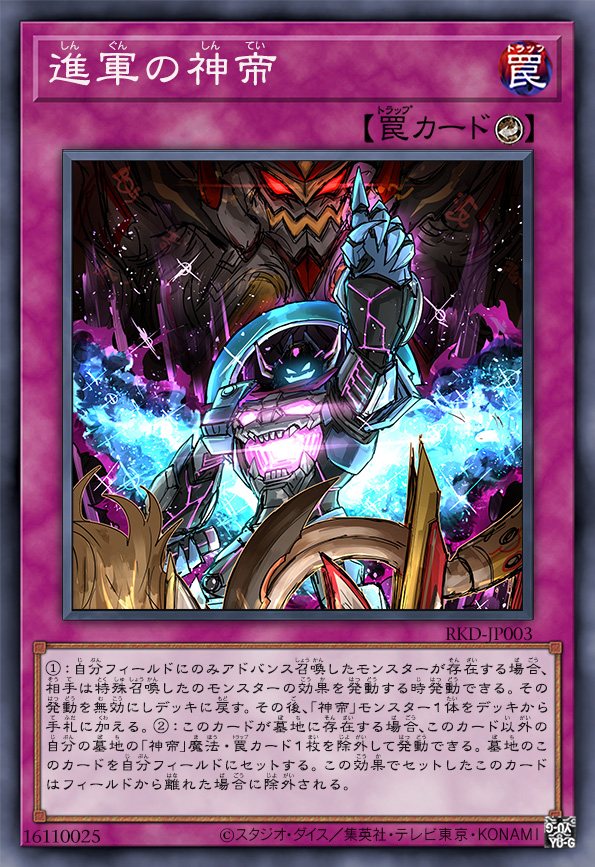 進軍の神帝
罠
【罠カード】
RKD-JP003
①:自分フィールドにのみアドバンス召喚したモンスターが存在する場合、
相手は特殊召喚したのモンスターの効果を発動する時発動できる。その
発動を無効にしデッキに戻す。その後、「神帝」モンスター1体をデッキから
手札に加える。②:このカードが墓地に存在する場合、このカード以外の
自分の墓地の「神帝」魔法・罠カード1枚を除外して発動できる。墓地のこ
のカードを自分フィールドにセットする。この効果でセットしたこのカード
はフィールドから離れた場合に除外される。
16110025
©スタジオ・ダイス/集英社・テレビ東京・KONAMI